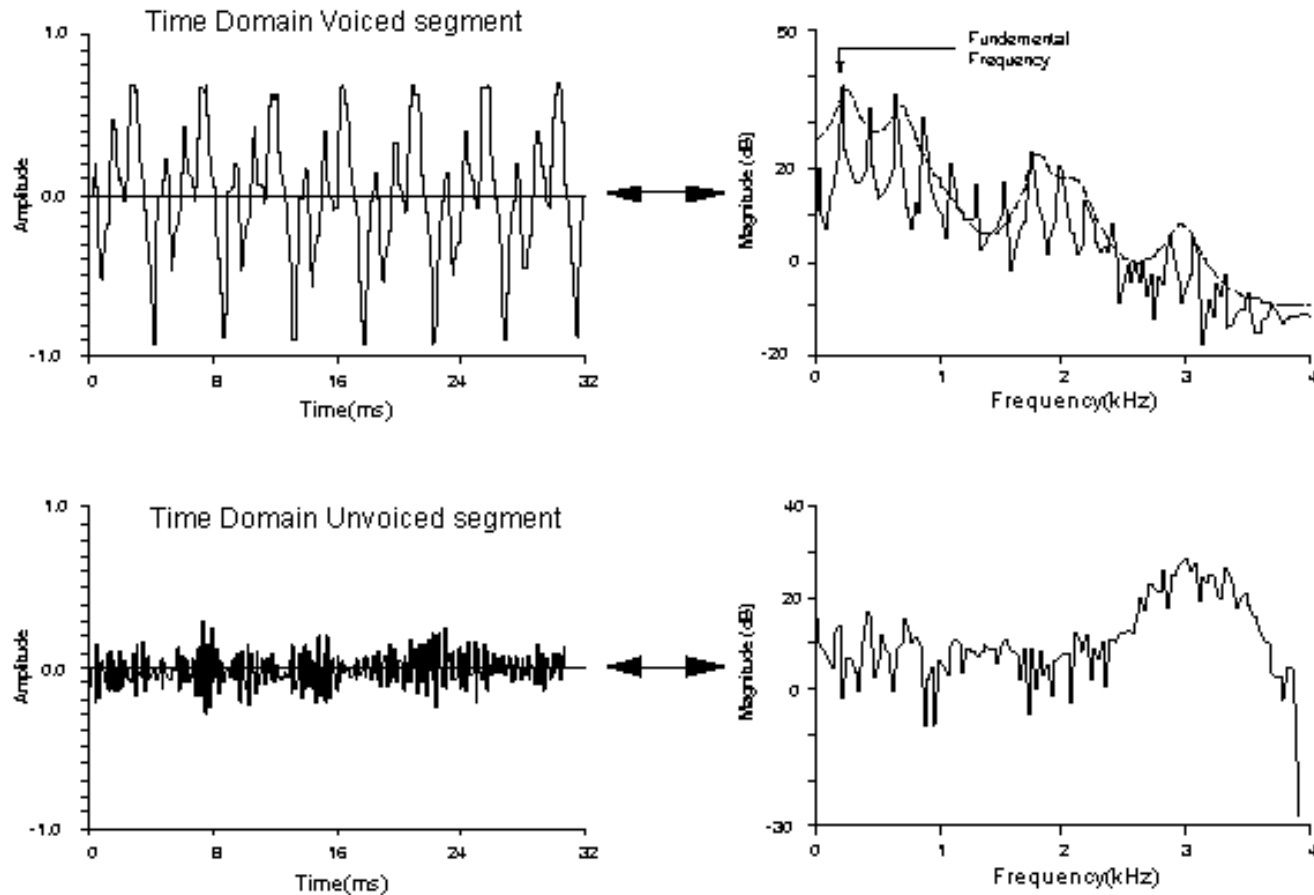 Time Domain Voiced segment
1.0
0.0
-1.0
Amplitude
0 8 16 24 32
Time(ms)
Fundemental
Frequency
50
20
0
-20
Magnitude (dB)
0 1 2 3 4
Frequency(kHz)
Time Domain Unvoiced segment
1.0
0.0
-1.0
Amplitude
0 8 16 24 32
Time(ms)
40
20
0
-30
Magnitude (dB)
0 1 2 3 4
Frequency(kHz)